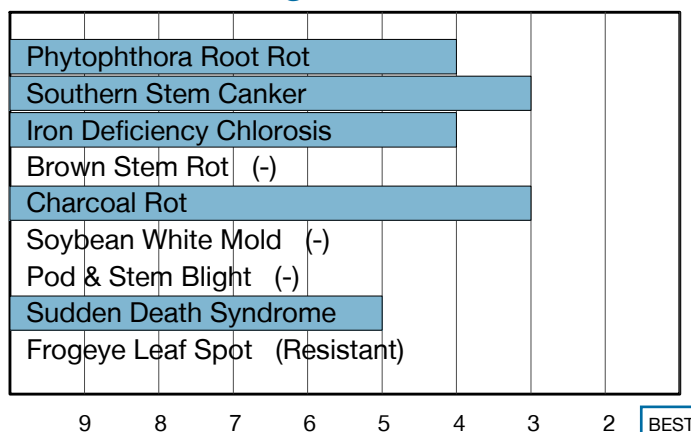 Phytophthora Root Rot
Southern Stem Canker
Iron Deficiency Chlorosis
Brown Stem Rot (-)
Charcoal Rot
Soybean White Mold (-)
Pod & Stem Blight (-)
Sudden Death Syndrome
Frogeye Leaf Spot (Resistant)
9 8 7 6 5 4 3 2 BEST